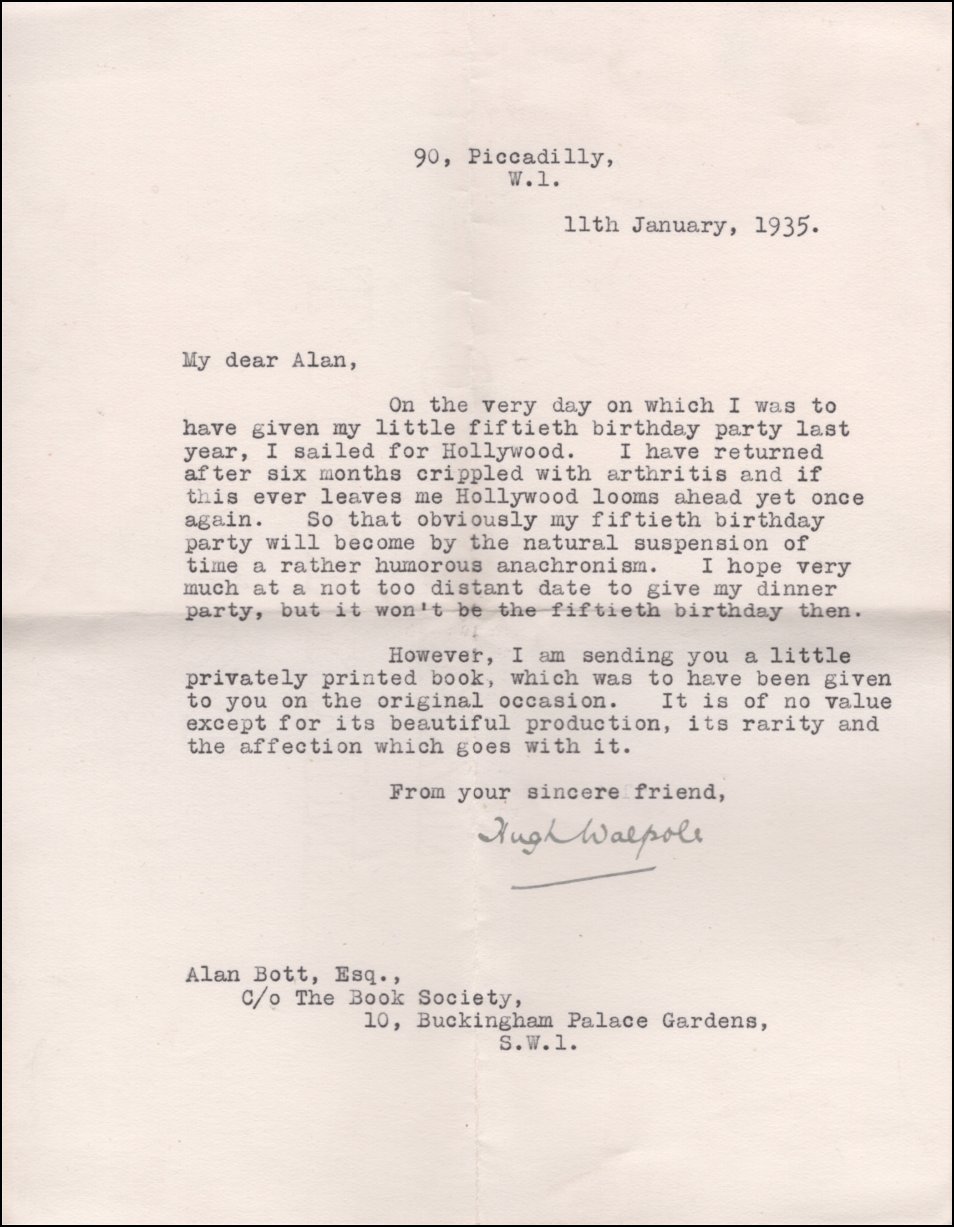 90, Piccadilly,
W.1.
11th January, 1935.
My dear Alan,
On the very day on which I was to
have given my little fiftieth birthday party last
year, I sailed for Hollywood. I have returned
after six months crippled with arthritis and if
this ever leaves me Hollywood looms ahead yet once
again. So that obviously my fiftieth birthday
party will become by the natural suspension of
time a rather humorous anachronism. I hope very
much at a not too distant date to give my dinner
party, but it won't be the fiftieth birthday then.
However, I am sending you a little
privately printed book, which was to have been given
to you on the original occasion. It is of no value
except for its beautiful production, its rarity and
the affection which goes with it.
From your sincere friend,
Hugh Walpole
Alan Bott, Esq.,
C/o The Book Society,
10, Buckingham Palace Gardens,
S.W.1.